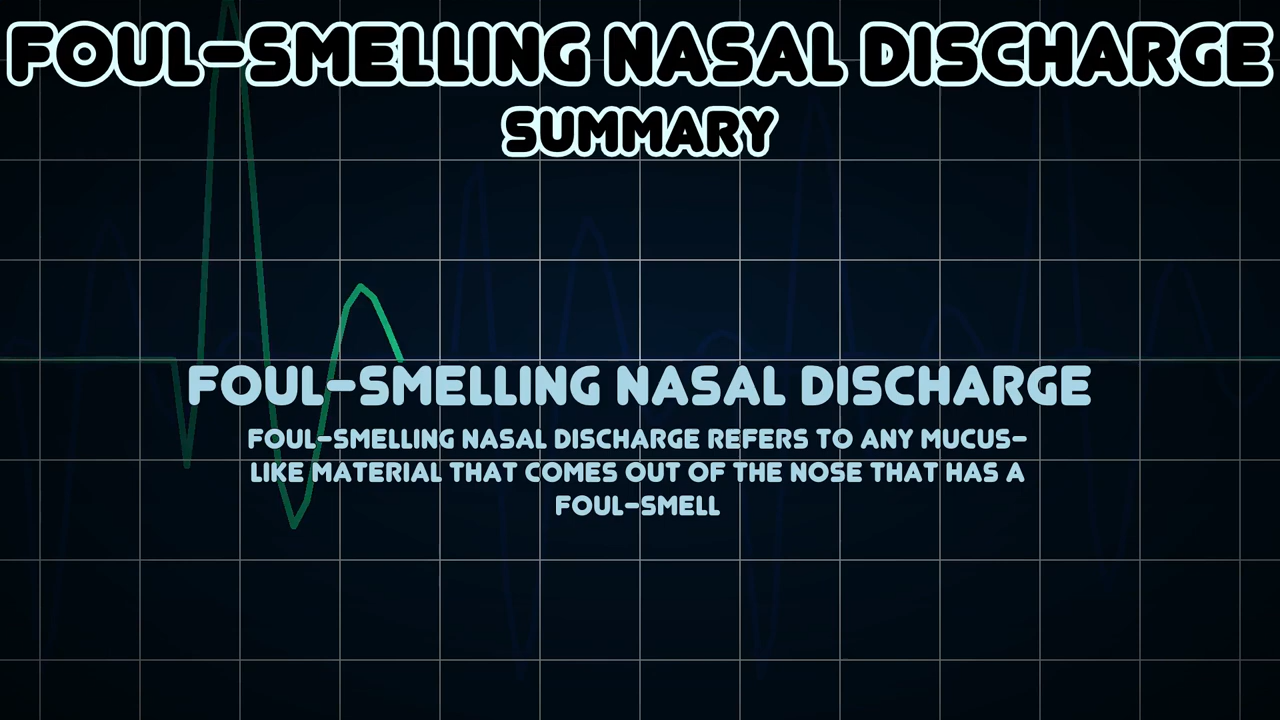 FOUL-SMELLING NASAL DISCHARGE
SUMMARY
FOUL-SMELLING NASAL DISCHARGE
FOUL-SMELLING NASAL DISCHARGE REFERS TO ANY MUCUS-
LIKE MATERIAL THAT COMES OUT OF THE NOSE THAT HAS A
FOUL-SMELL